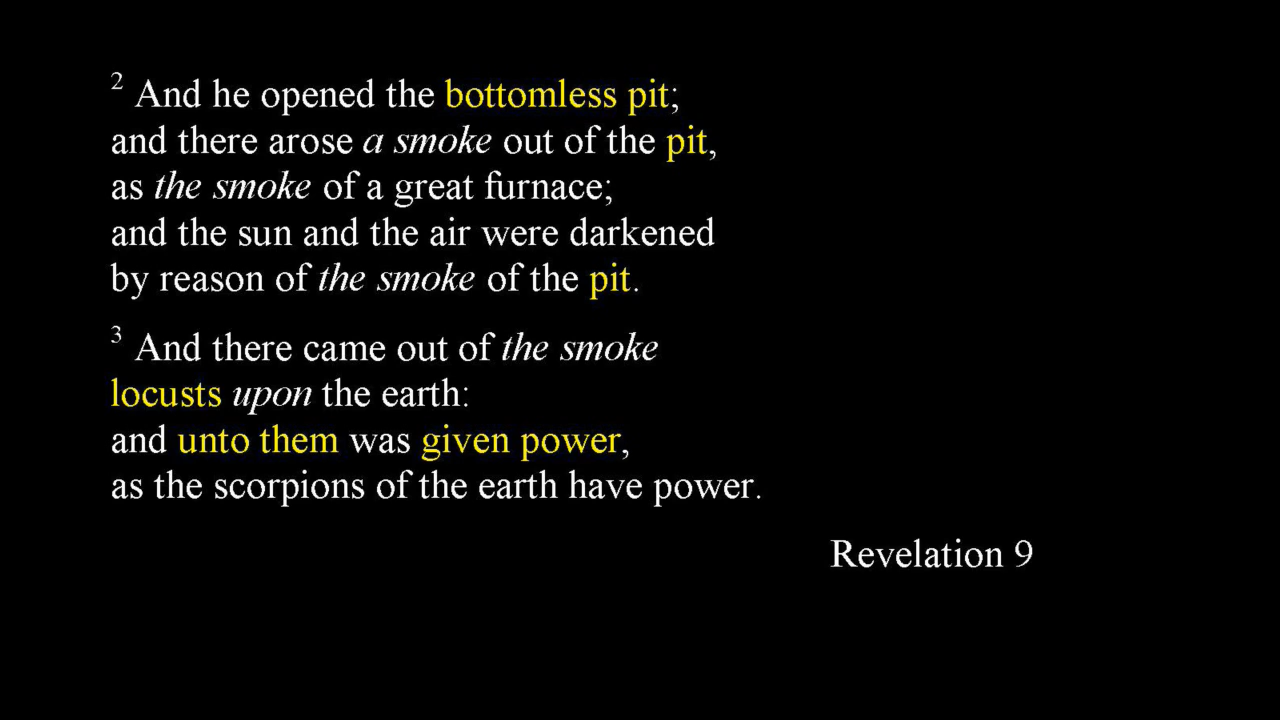 2 And he opened the bottomless pit;
and there arose a smoke out of the pit,
as the smoke of a great furnace;
and the sun and the air were darkened
by reason of the smoke of the pit.
3 And there came out of the smoke
locusts upon the earth:
and unto them was given power,
as the scorpions of the earth have power.
Revelation 9